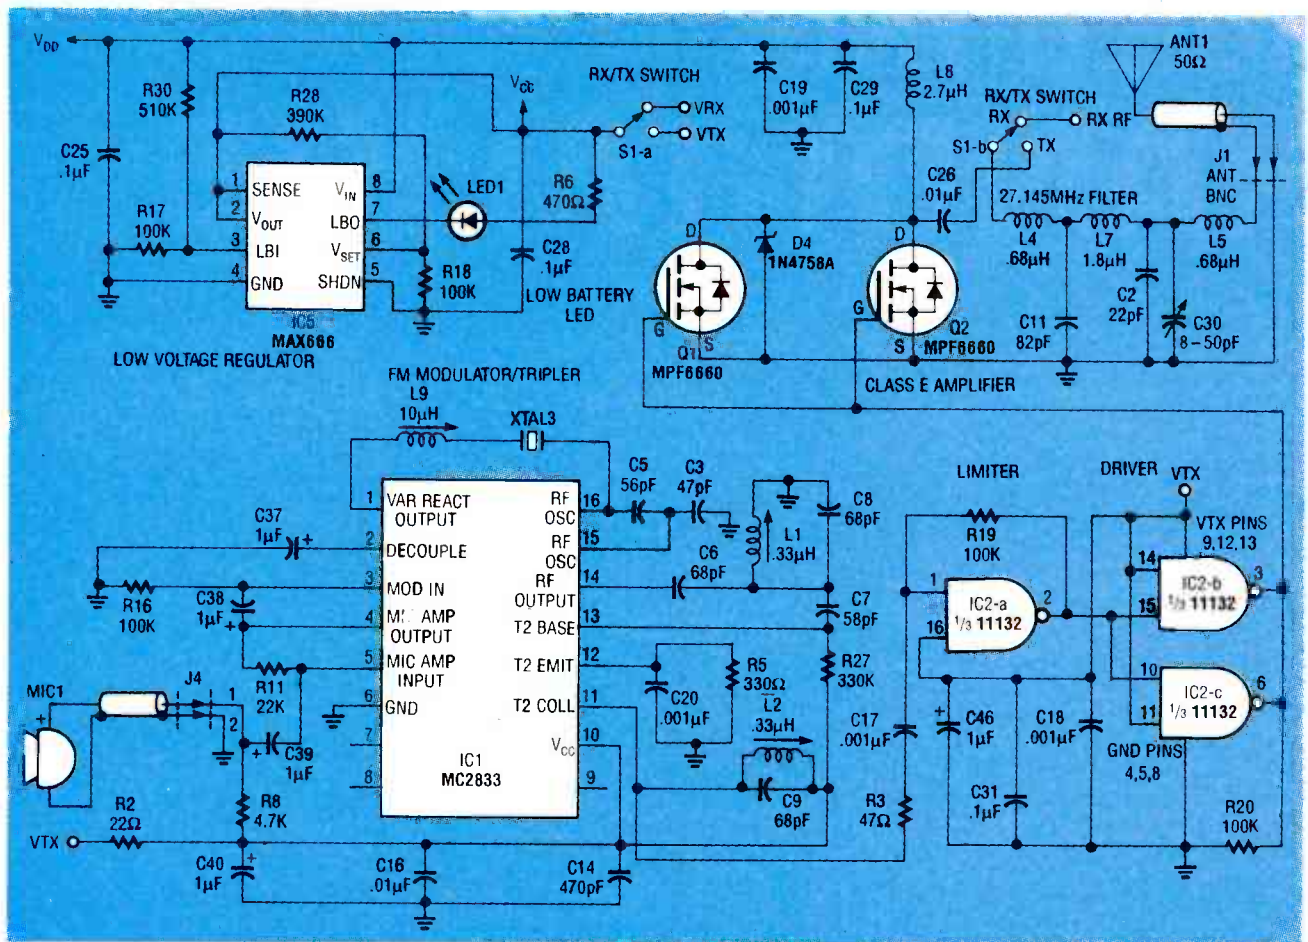 VDD
R30
510K
R28
390K
VCC
RX/TX SWITCH
VRX
VTX
S1-a
C19
.001µF
C29
.1µF
L8
2.7µH
ANT1
50Ω
RX/TX SWITCH
RX
RX RF
S1-b
TX
J1
ANT
BNC
C25
.1µF
R17
100K
1
SENSE
VIN
8
2
VOUT
LBO
7
3
LBI
VSET
6
4
GND
SHDN
5
IC5
MAX666
LOW VOLTAGE REGULATOR
LED1
R6
470Ω
R18
100K
C28
.1µF
LOW BATTERY
LED
C26
.01µF
27.145MHz FILTER
L4
.68µH
L7
1.8µH
L5
.68µH
D
D4
1N4758A
D
G
S
Q1
MPF6660
G
S
Q2
MPF6660
C11
82pF
C2
22pF
C30
8–50pF
CLASS E AMPLIFIER
FM MODULATOR/TRIPLER
L9
10µH
XTAL3
C5
56pF
C3
47pF
C8
68pF
L1
.33µH
C6
68pF
C7
58pF
C37
1µF
+
R16
100K
C38
1µF
+
1
VAR REACT
OUTPUT
RF
OSC
16
2
DECOUPLE
RF
OSC
15
3
MOD IN
RF
OUTPUT
14
4
AMP
OUTPUT
T2 BASE
13
5
MIC AMP
INPUT
T2 EMIT
12
6
GND
T2 COLL
11
7
VCC
10
8
9
IC1
MC2833
R11
22K
MIC1
+
J4
1
2
+
C39
1µF
R2
22Ω
R8
4.7K
VTX
C40
1µF
+
C16
.01µF
C14
470pF
C20
.001µF
R5
330Ω
L2
.33µH
C9
68pF
R27
330K
C17
.001µF
R3
47Ω
LIMITER
R19
100K
1
16
IC2-a
1/3 11132
2
DRIVER
VTX
VTX PINS
9,12,13
14
15
IC2-b
1/3 11132
3
10
11
IC2-c
1/3 11132
6
GND PINS
4,5,8
+
C46
1µF
C18
.001µF
C31
.1µF
R20
100K